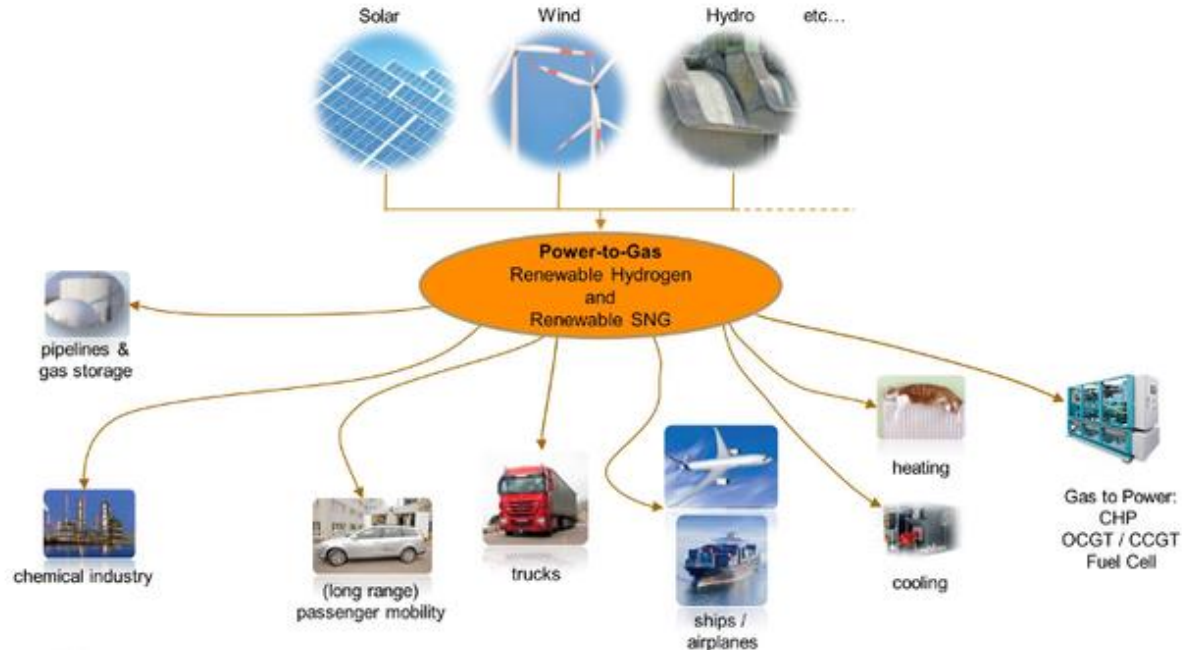 Solar
Wind
Hydro
etc...
Power-to-Gas
Renewable Hydrogen
and
Renewable SNG
pipelines &
gas storage
chemical industry
(long range)
passenger mobility
trucks
ships /
airplanes
heating
cooling
Gas to Power:
CHP
OCGT / CCGT
Fuel Cell